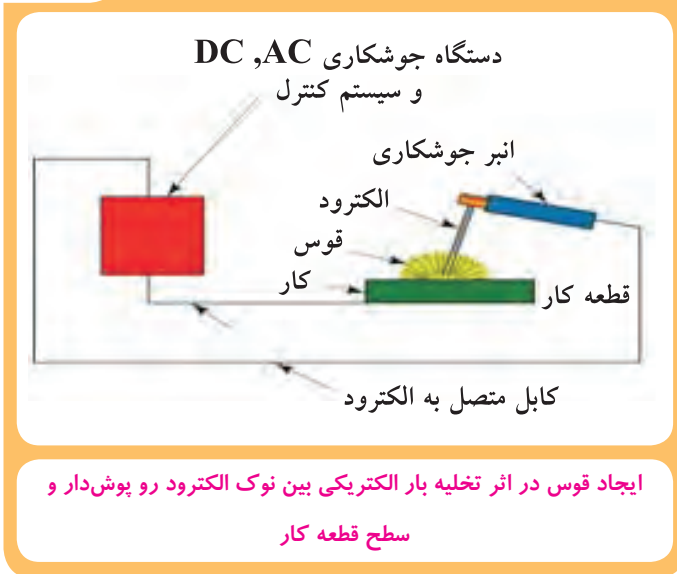 دستگاه جوشکاری DC ,AC
و سیستم کنترل
انبر جوشکاری
الکترود
قوس
کار
قطعه کار
کابل متصل به الکترود
ایجاد قوس در اثر تخلیه بار الکتریکی بین نوک الکترود رو پوش‌دار و
سطح قطعه کار